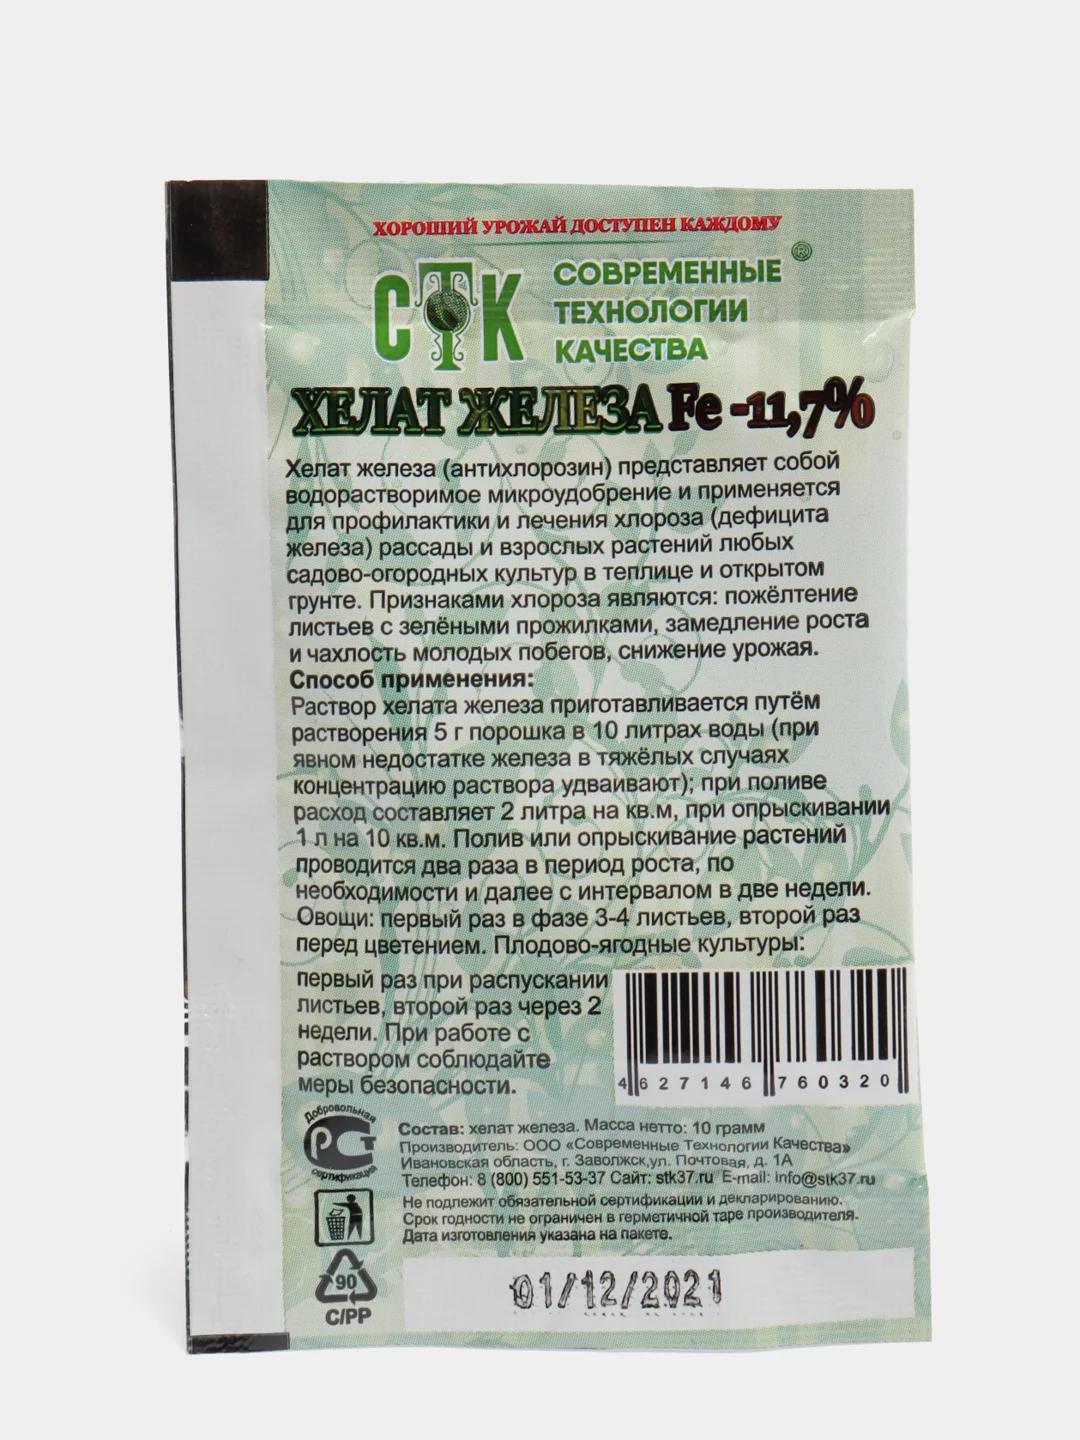 ХОРОШИЙ УРОЖАЙ ДОСТУПЕН КАЖДОМУ
СТК
СОВРЕМЕННЫЕ ®
ТЕХНОЛОГИИ
КАЧЕСТВА
ХЕЛАТ ЖЕЛЕЗА Fe -11,7%
Хелат железа (антихлорозин) представляет собой
водорастворимое микроудобрение и применяется
для профилактики и лечения хлороза (дефицита
железа) рассады и взрослых растений любых
садово-огородных культур в теплице и открытом
грунте. Признаками хлороза являются: пожёлтение
листьев с зелёными прожилками, замедление роста
и чахлость молодых побегов, снижение урожая.
Способ применения:
Раствор хелата железа приготавливается путём
растворения 5 г порошка в 10 литрах воды (при
явном недостатке железа в тяжёлых случаях
концентрацию раствора удваивают); при поливе
расход составляет 2 литра на кв.м, при опрыскивании
1 л на 10 кв.м. Полив или опрыскивание растений
проводится два раза в период роста, по
необходимости и далее с интервалом в две недели.
Овощи: первый раз в фазе 3-4 листьев, второй раз
перед цветением. Плодово-ягодные культуры:
первый раз при распускании
листьев, второй раз через 2
недели. При работе с
раствором соблюдайте
меры безопасности.
4 627146 760320
Добровольная
РСТ
сертификация
Состав: хелат железа. Масса нетто: 10 грамм
Производитель: ООО «Современные Технологии Качества»
Ивановская область, г. Заволжск,ул. Почтовая, д. 1А
Телефон: 8 (800) 551-53-37 Сайт: stk37.ru E-mail: info@stk37.ru
Не подлежит обязательной сертификации и декларированию.
Срок годности не ограничен в герметичной таре производителя.
Дата изготовления указана на пакете.
90
C/PP
01/12/2021